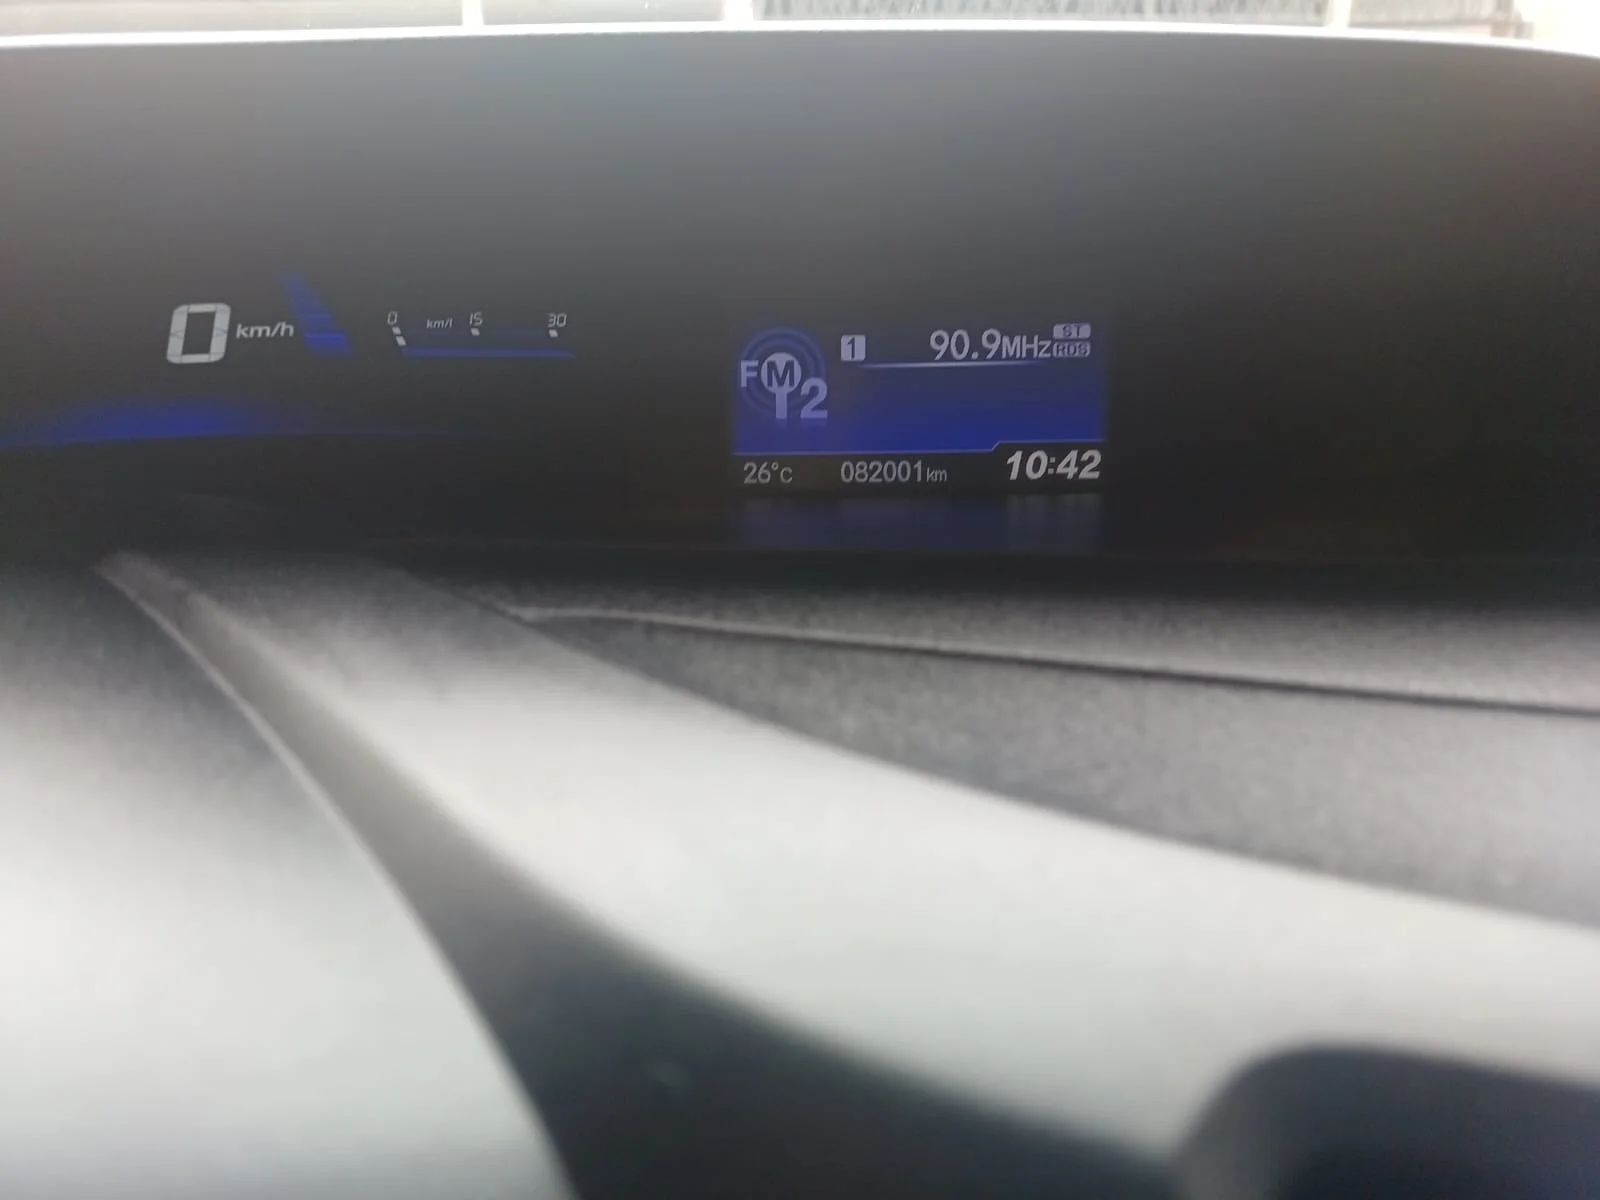 0 km/h
0 km/l 15 30
FM2 1 90.9MHz ST
RDS
26°C 082001km 10:42